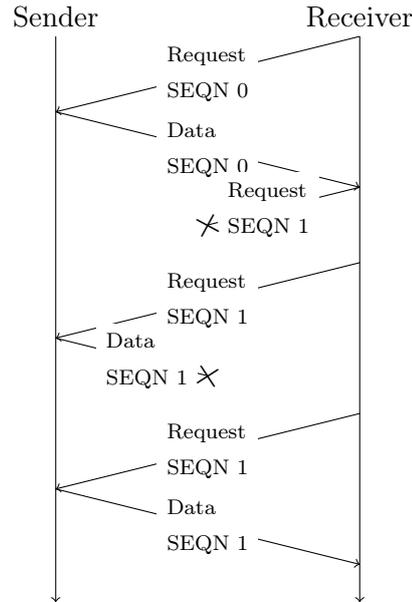 Sender Receiver
Request
SEQN 0
Data
SEQN 0
Request
SEQN 1
Request
SEQN 1
Data
SEQN 1
Request
SEQN 1
Data
SEQN 1